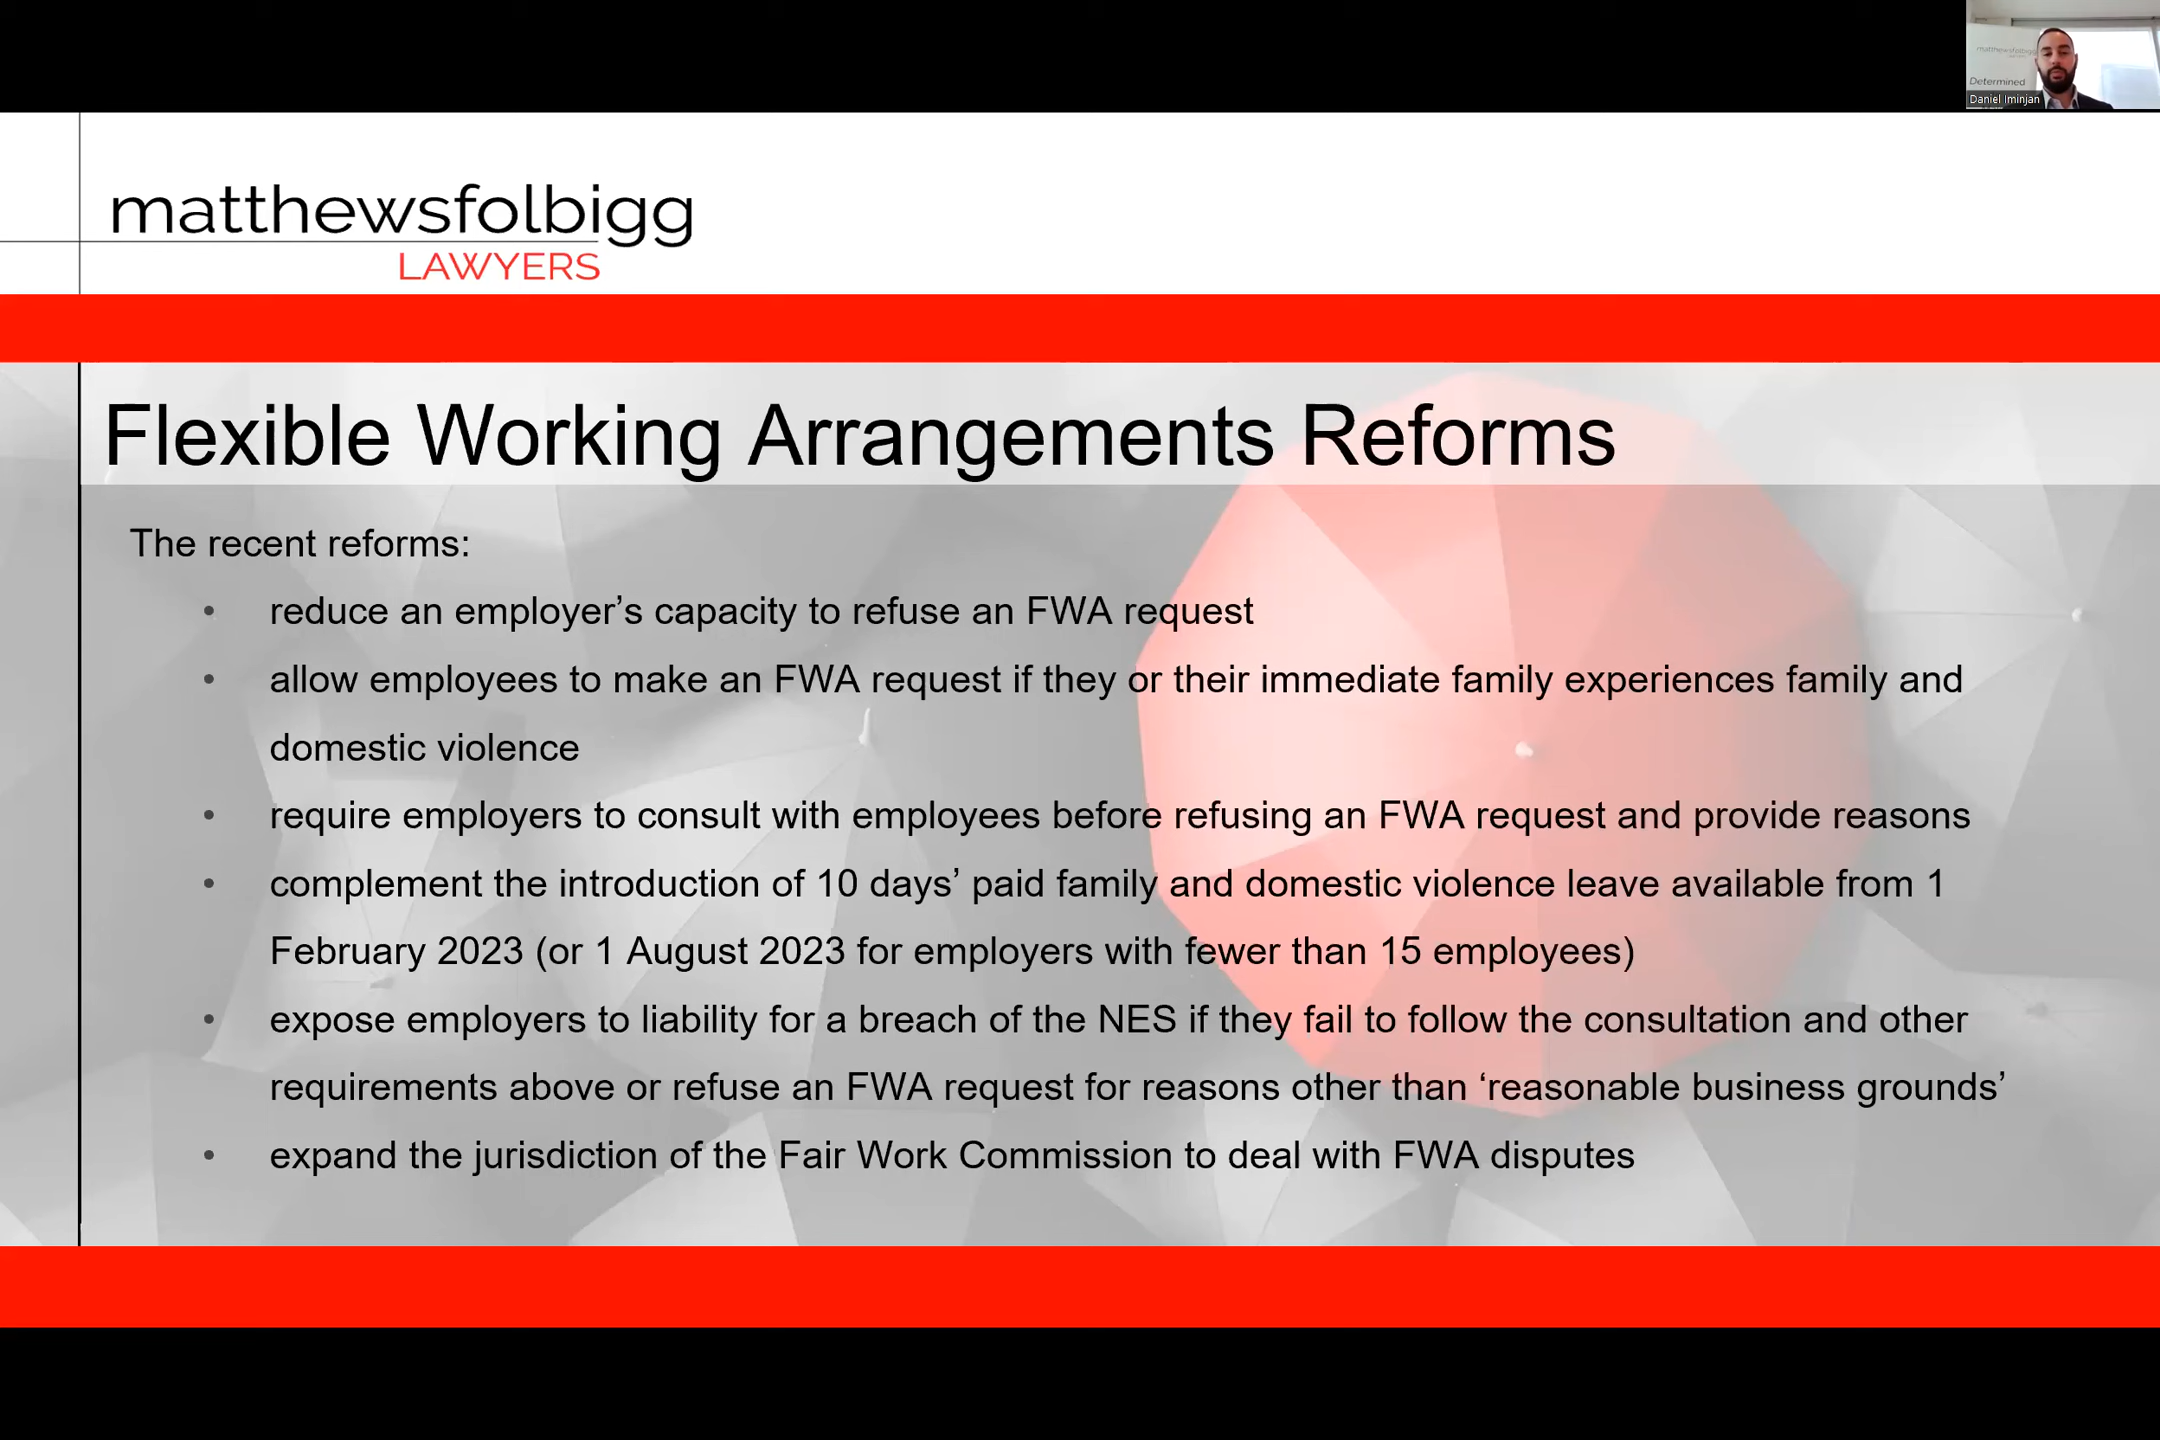 matthewsfolbigg
Determined
Daniel Iminjan
matthewsfolbigg
LAWYERS
Flexible Working Arrangements Reforms
The recent reforms:
• reduce an employer’s capacity to refuse an FWA request
• allow employees to make an FWA request if they or their immediate family experiences family and
domestic violence
• require employers to consult with employees before refusing an FWA request and provide reasons
• complement the introduction of 10 days’ paid family and domestic violence leave available from 1
February 2023 (or 1 August 2023 for employers with fewer than 15 employees)
• expose employers to liability for a breach of the NES if they fail to follow the consultation and other
requirements above or refuse an FWA request for reasons other than ‘reasonable business grounds’
• expand the jurisdiction of the Fair Work Commission to deal with FWA disputes